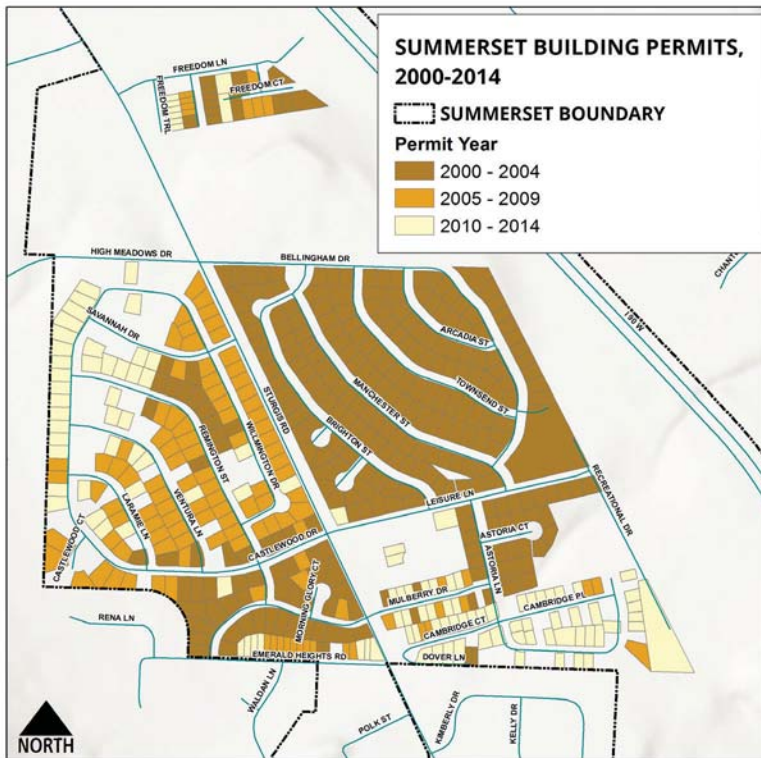 SUMMERSET BUILDING PERMITS,
2000-2014
SUMMERSET BOUNDARY
Permit Year
2000 - 2004
2005 - 2009
2010 - 2014
FREEDOM LN
FREEDOM CT
FREEDOM TRL
HIGH MEADOWS DR
BELLINGHAM DR
CHANT
I 90 W
SAVANNAH DR
ARCADIA ST
TOWNSEND ST
STURGIS RD
MANCHESTER ST
BRIGHTON ST
REMINGTON ST
WILLMINGTON DR
RECREATIONAL DR
LEISURE LN
LARAMIE LN
VENTURA LN
CASTLEWOOD CT
CASTLEWOOD DR
ASTORIA CT
ASTORIA LN
MORNING GLORY CT
MULBERRY DR
CAMBRIDGE PL
RENA LN
CAMBRIDGE CT
EMERALD HEIGHTS RD
DOVER LN
WALDAN LN
POLK ST
KIMBERLY DR
KELLY DR
NORTH